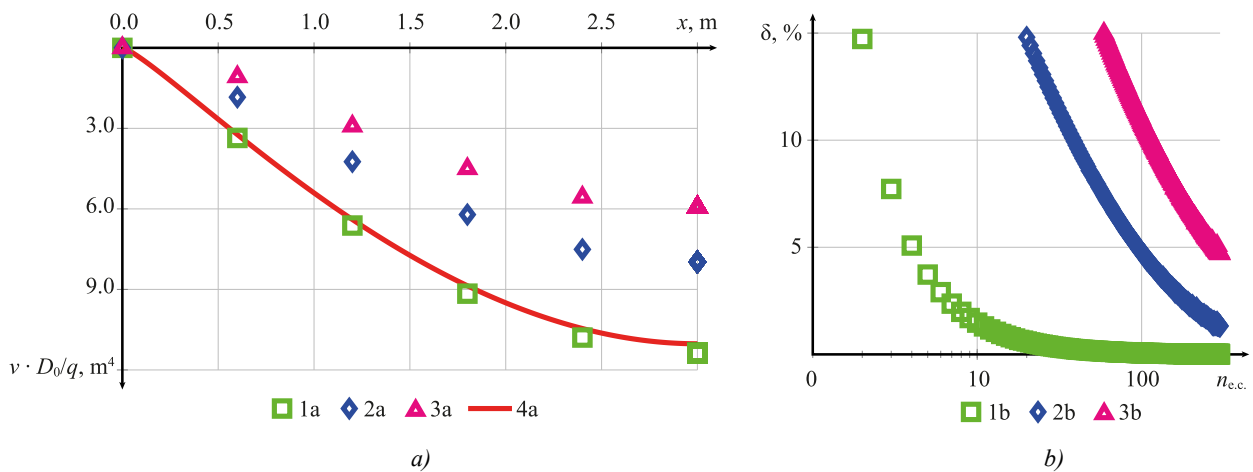 0.0 0.5 1.0 1.5 2.0 2.5 x, m
3.0
6.0
9.0
v · D₀/q, m⁴
1a 2a 3a 4a
a)
δ, %
10
5
0 10 100 nₑ.c.
1b 2b 3b
b)